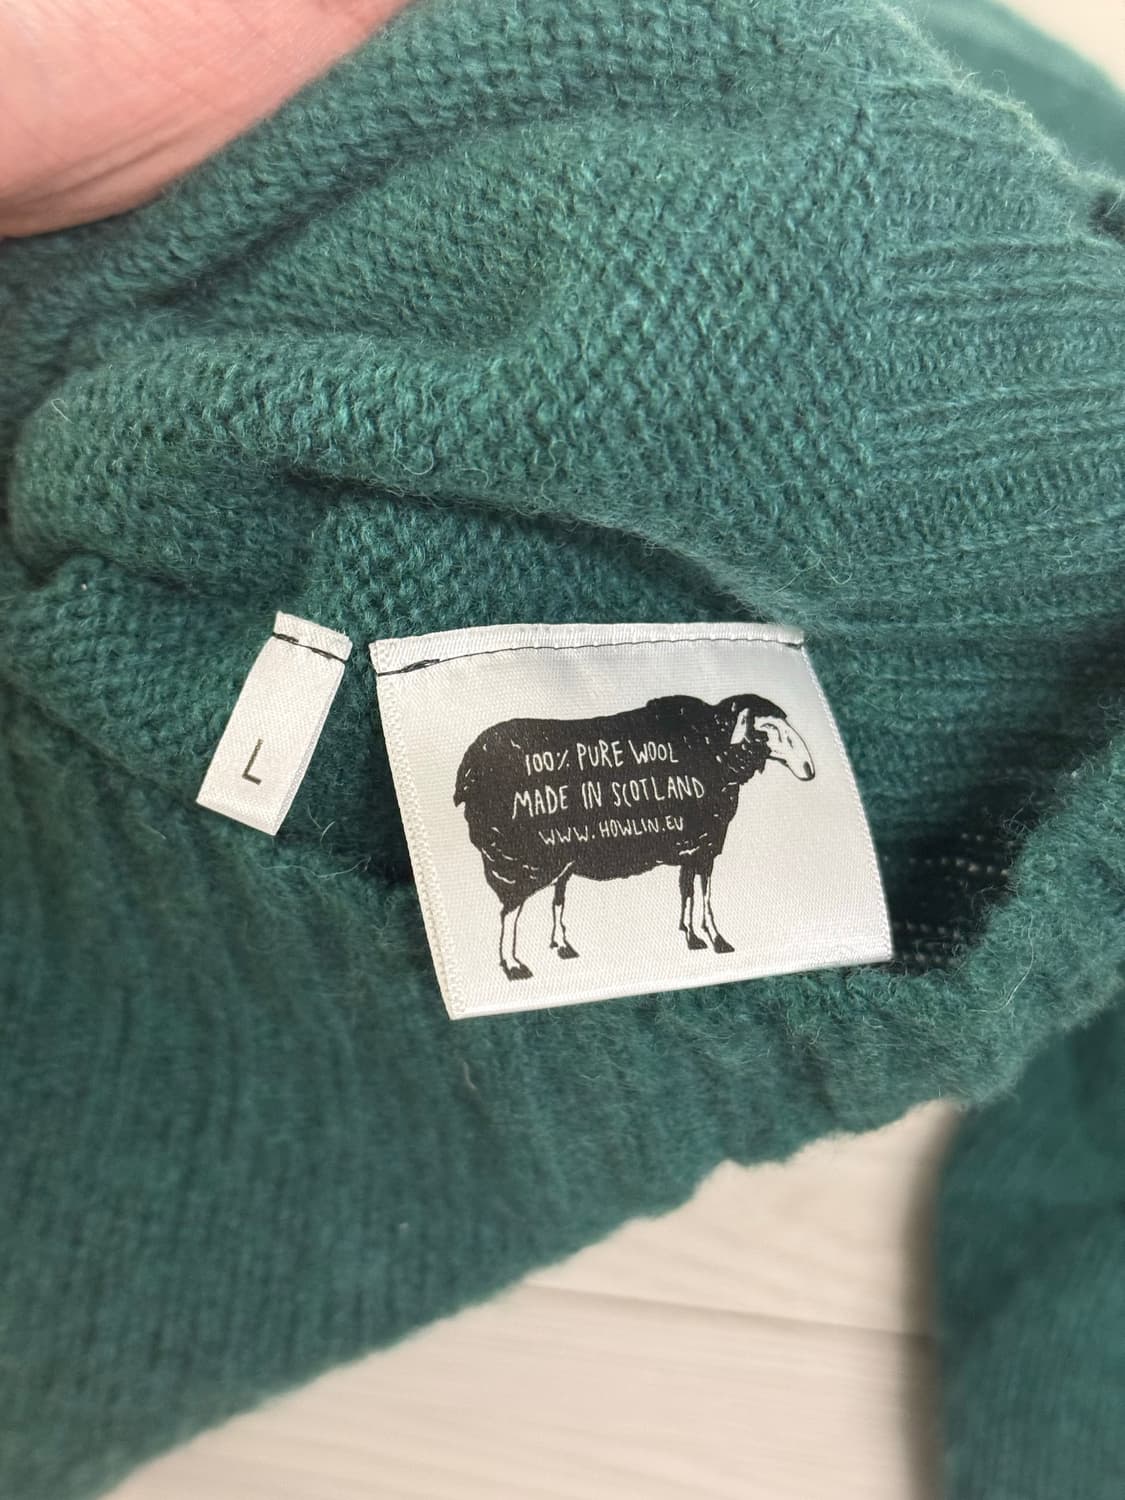 L
100% PURE WOOL
MADE IN SCOTLAND
WWW.HOWLIN.EU